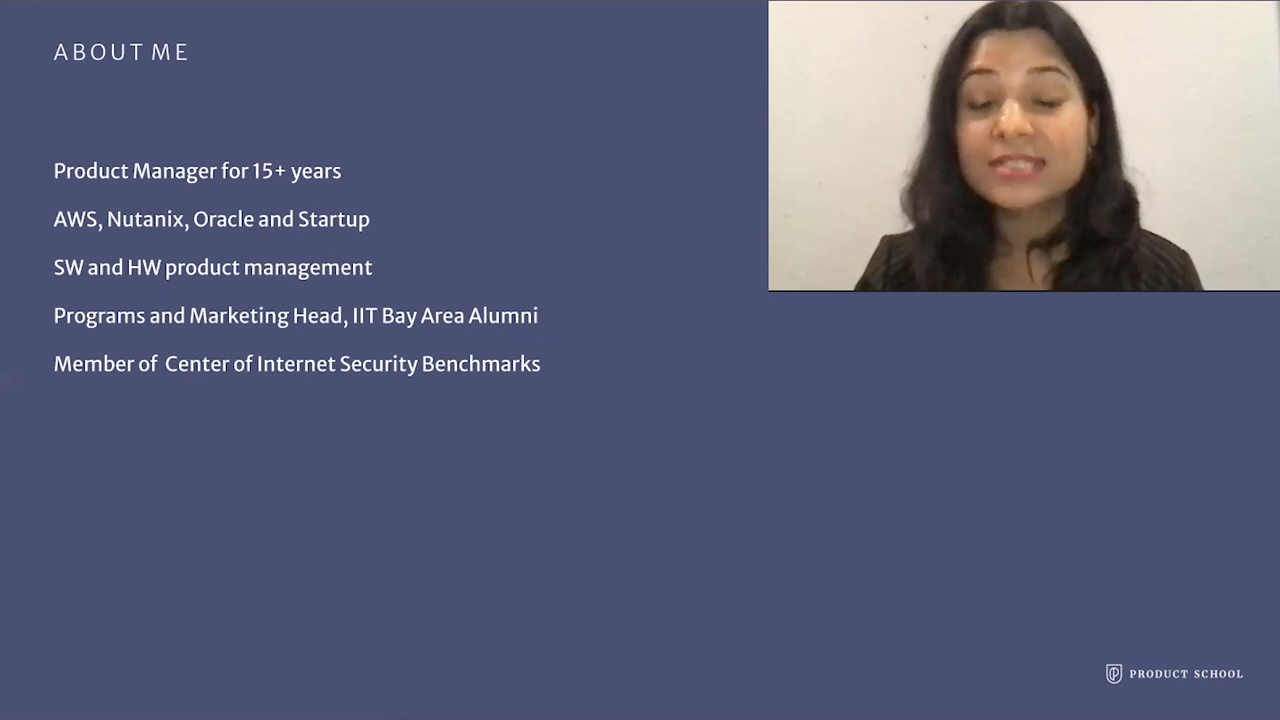 ABOUT ME
Product Manager for 15+ years
AWS, Nutanix, Oracle and Startup
SW and HW product management
Programs and Marketing Head, IIT Bay Area Alumni
Member of  Center of Internet Security Benchmarks
PRODUCT SCHOOL